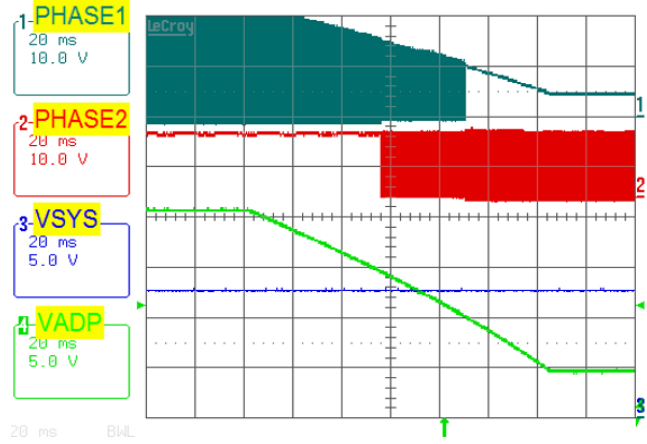 1 PHASE1
20 ms
10.0 V
LeCroy
2 PHASE2
20 ms
10.0 V
3 VSYS
20 ms
5.0 V
4 VADP
20 ms
5.0 V
1
2
3
20 ms BWL